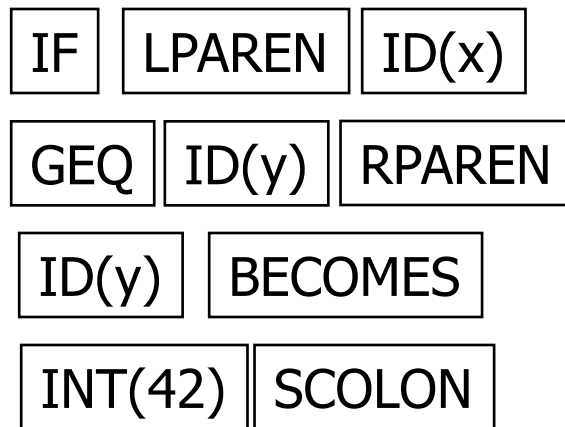 IF LPAREN ID(x)
GEQ ID(y) RPAREN
ID(y) BECOMES
INT(42) SCOLON